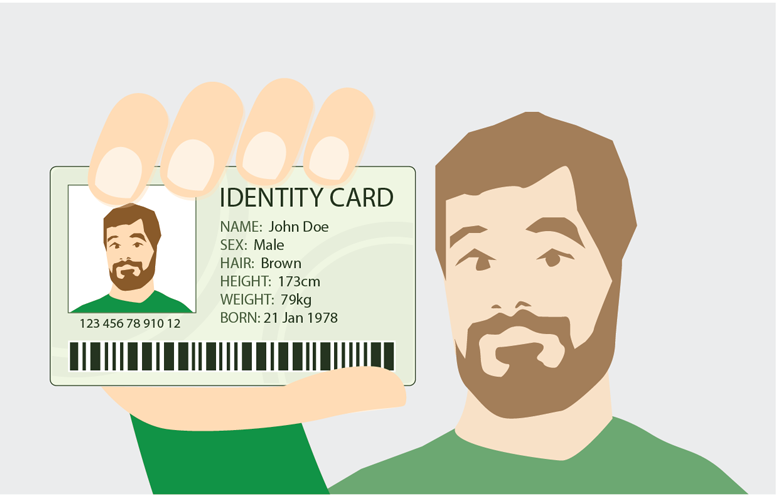 IDENTITY CARD
NAME: John Doe
SEX: Male
HAIR: Brown
HEIGHT: 173cm
WEIGHT: 79kg
BORN: 21 Jan 1978
123 456 78 910 12